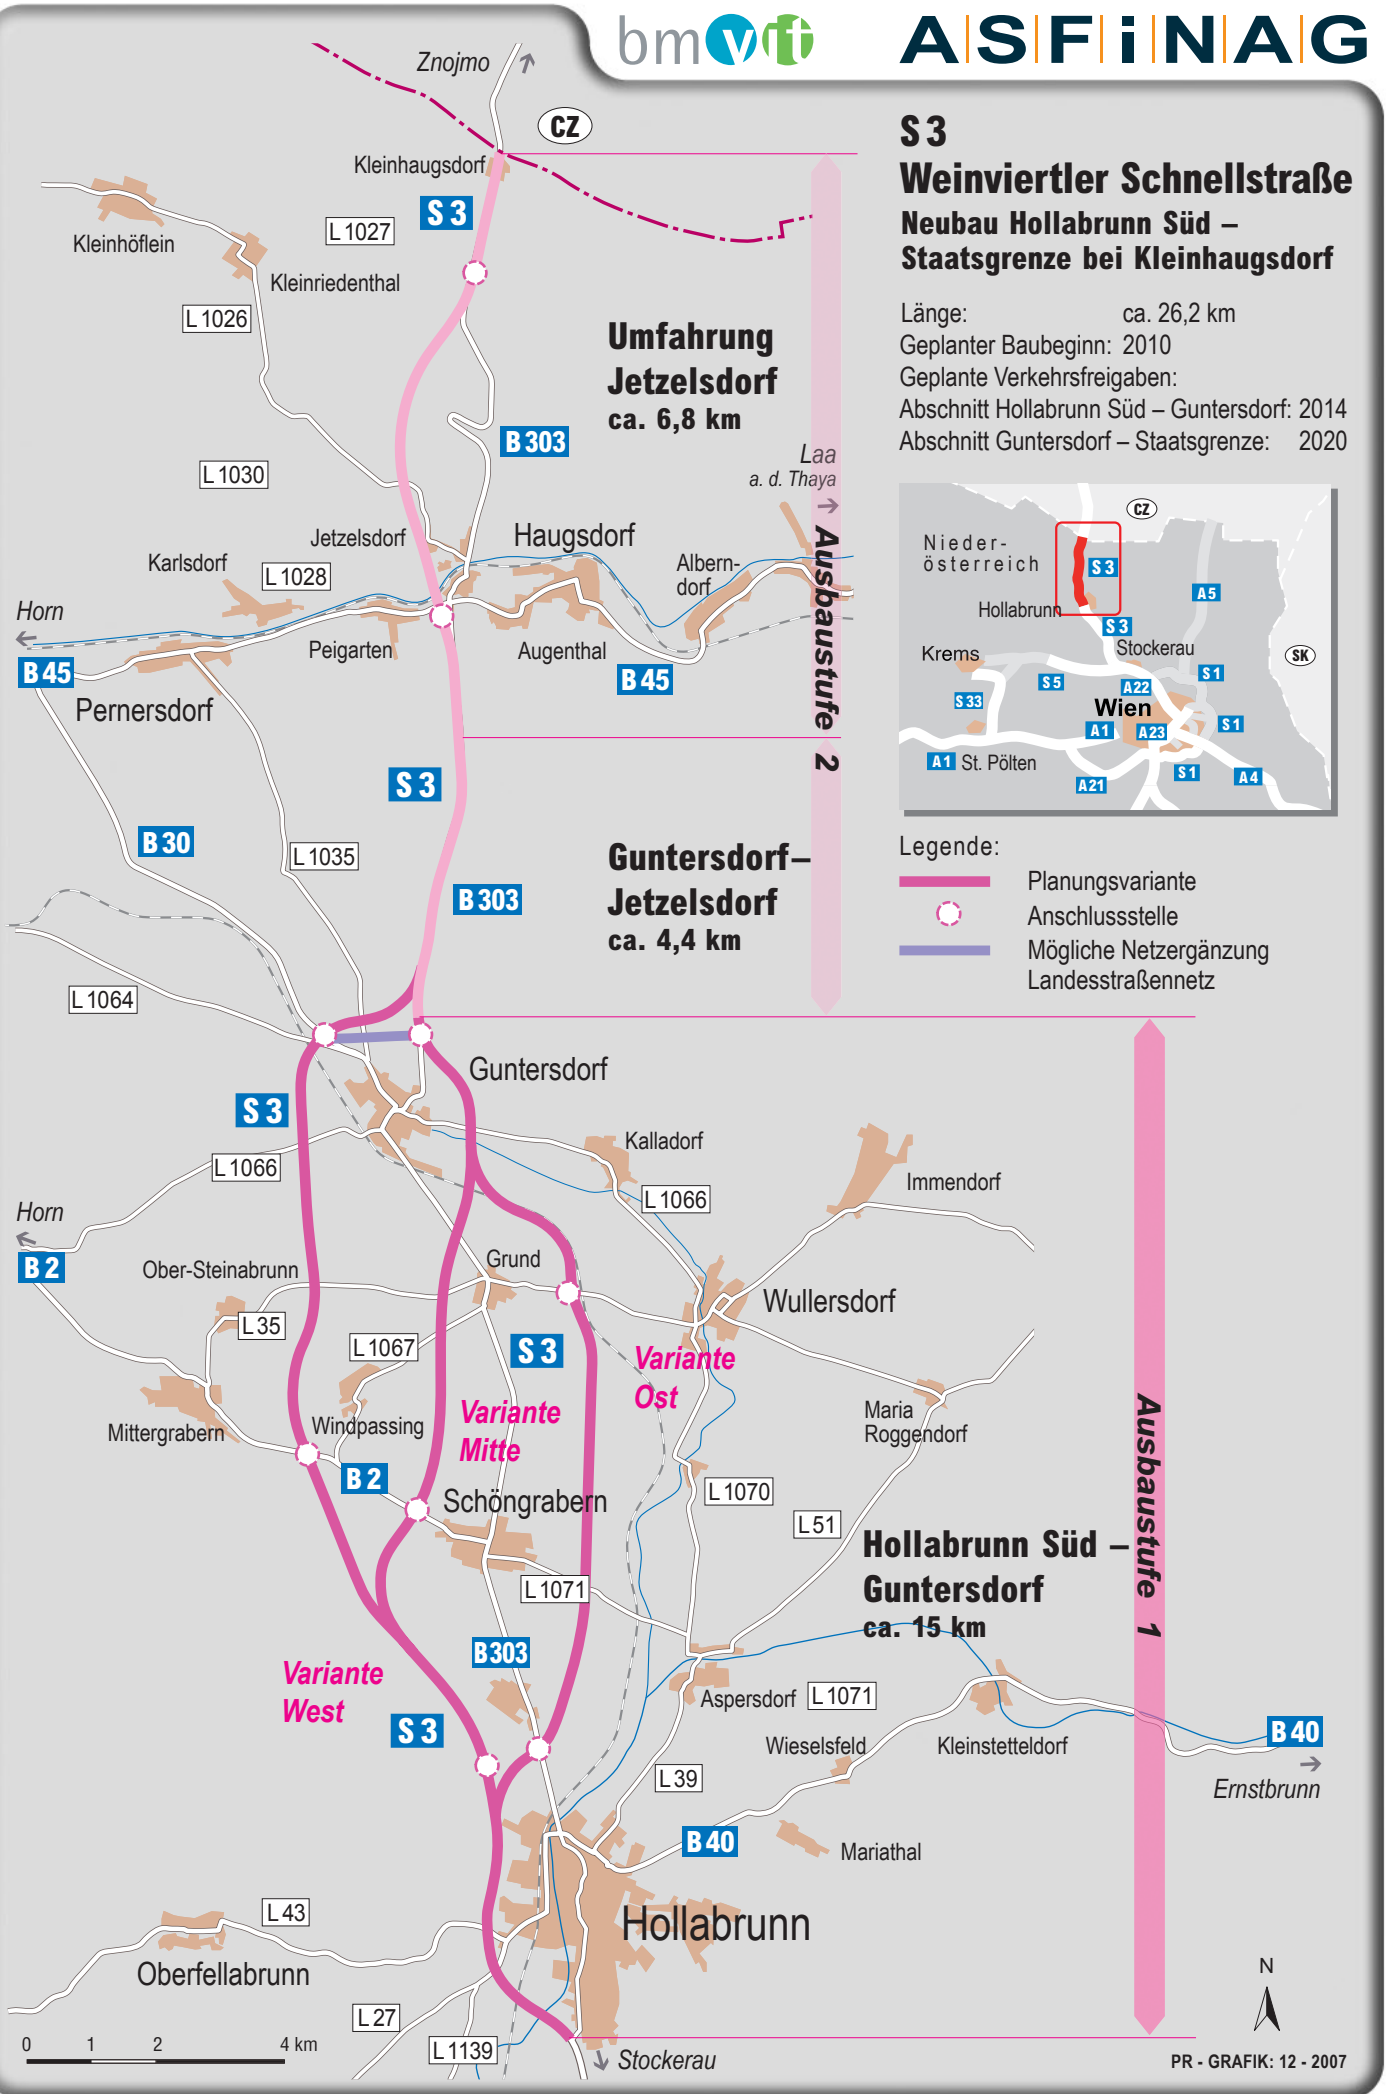 bmvit
ASFiNAG
S 3
Weinviertler Schnellstraße
Neubau Hollabrunn Süd –
Staatsgrenze bei Kleinhaugsdorf
Länge: ca. 26,2 km
Geplanter Baubeginn: 2010
Geplante Verkehrsfreigaben:
Abschnitt Hollabrunn Süd – Guntersdorf: 2014
Abschnitt Guntersdorf – Staatsgrenze: 2020
CZ
Nieder-
österreich
S 3
A5
Hollabrunn
S 3
Krems
Stockerau
SK
S 1
S 5
A22
S 33
Wien
S 1
A1
A23
A1
St. Pölten
S 1
A4
A21
Legende:
Planungsvariante
Anschlussstelle
Mögliche Netzergänzung
Landesstraßennetz
Znojmo
CZ
Kleinhaugsdorf
S 3
L 1027
Kleinhöflein
Kleinriedenthal
L 1026
Umfahrung
Jetzelsdorf
ca. 6,8 km
B 303
Laa
a. d. Thaya
L 1030
Jetzelsdorf
Haugsdorf
Karlsdorf
L 1028
Albern-
dorf
Horn
Peigarten
Augenthal
B 45
B 45
Pernersdorf
Ausbaustufe 2
S 3
B 30
L 1035
Guntersdorf–
Jetzelsdorf
ca. 4,4 km
B 303
L 1064
Guntersdorf
S 3
Kalladorf
L 1066
Immendorf
L 1066
Horn
B 2
Ober-Steinabrunn
Grund
Wullersdorf
L 35
L 1067
S 3
Variante
Ost
Variante
Mitte
Maria
Roggendorf
Mittergrabern
Windpassing
B 2
Schöngrabern
L 1070
L 51
Hollabrunn Süd –
Guntersdorf
ca. 15 km
Ausbaustufe 1
L 1071
B303
Variante
West
Aspersdorf
L 1071
S 3
Wieselsfeld
Kleinstetteldorf
B 40
Ernstbrunn
L 39
B 40
Mariathal
L 43
Hollabrunn
Oberfellabrunn
L 27
L 1139
N
0 1 2 4 km
Stockerau
PR - GRAFIK: 12 - 2007